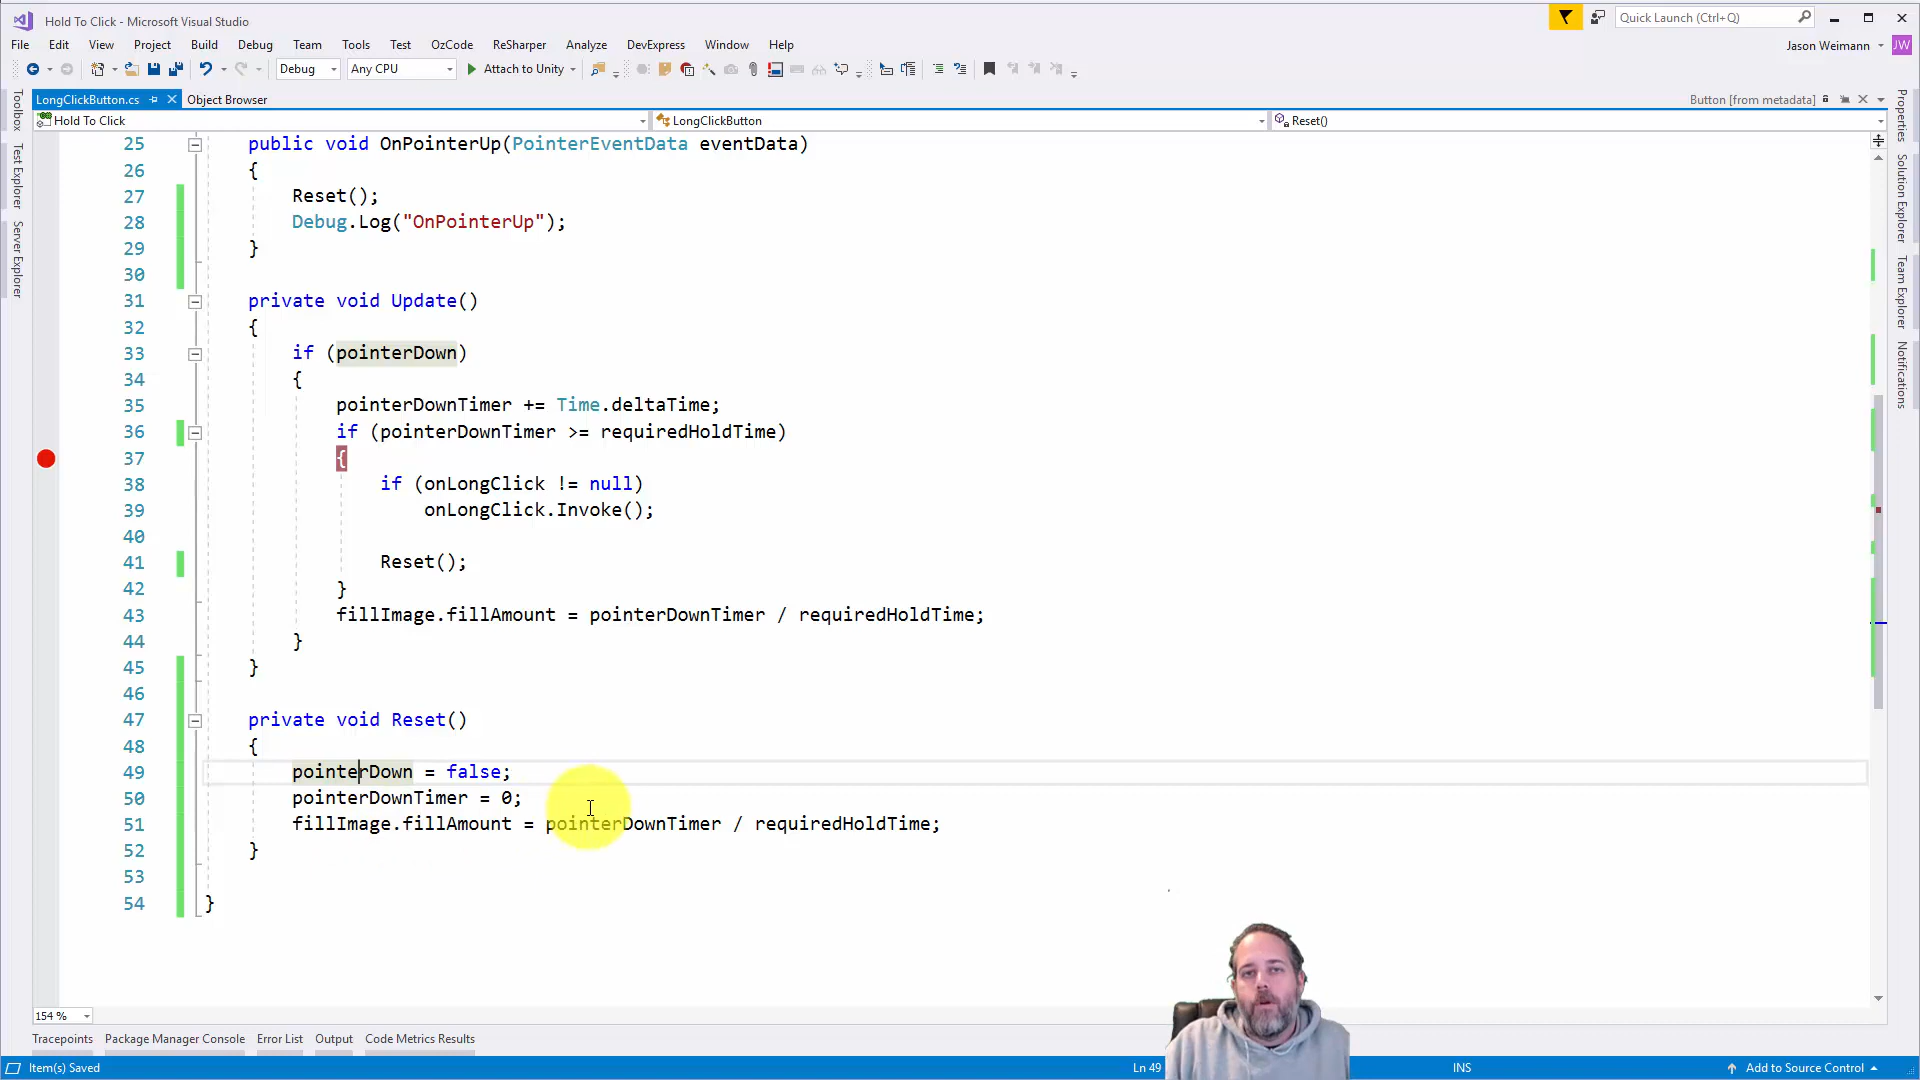 Hold To Click - Microsoft Visual Studio
Quick Launch (Ctrl+Q)
File Edit View Project Build Debug Team Tools Test OzCode ReSharper Analyze DevExpress Window Help
Jason Weimann JW
Debug Any CPU Attach to Unity
LongClickButton.cs Object Browser
Button [from metadata]
Hold To Click LongClickButton Reset()
Toolbox
Test Explorer
Server Explorer
Properties
Solution Explorer
Team Explorer
Notifications
25 public void OnPointerUp(PointerEventData eventData)
26 {
27 Reset();
28 Debug.Log("OnPointerUp");
29 }
30
31 private void Update()
32 {
33 if (pointerDown)
34 {
35 pointerDownTimer += Time.deltaTime;
36 if (pointerDownTimer >= requiredHoldTime)
37 {
38 if (onLongClick != null)
39 onLongClick.Invoke();
40
41 Reset();
42 }
43 fillImage.fillAmount = pointerDownTimer / requiredHoldTime;
44 }
45 }
46
47 private void Reset()
48 {
49 pointerDown = false;
50 pointerDownTimer = 0;
51 fillImage.fillAmount = pointerDownTimer / requiredHoldTime;
52 }
53
54 }
154 %
Tracepoints Package Manager Console Error List Output Code Metrics Results
Item(s) Saved Ln 49 INS Add to Source Control